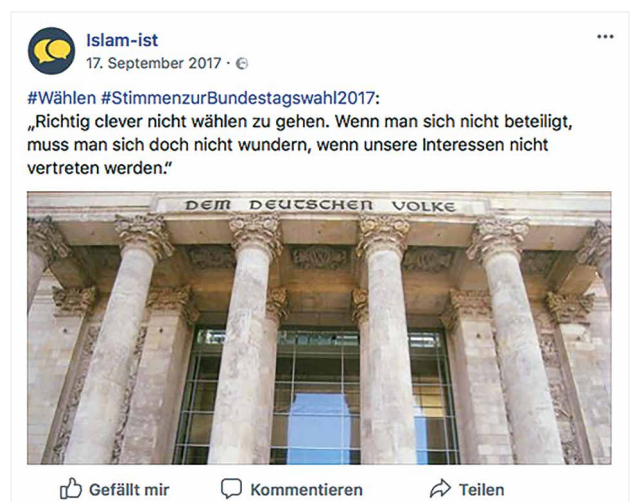 Islam-ist
17. September 2017 ·
#Wählen #StimmenzurBundestagswahl2017:
„Richtig clever nicht wählen zu gehen. Wenn man sich nicht beteiligt,
muss man sich doch nicht wundern, wenn unsere Interessen nicht
vertreten werden.“
DEM DEUTSCHEN VOLKE
Gefällt mir Kommentieren Teilen